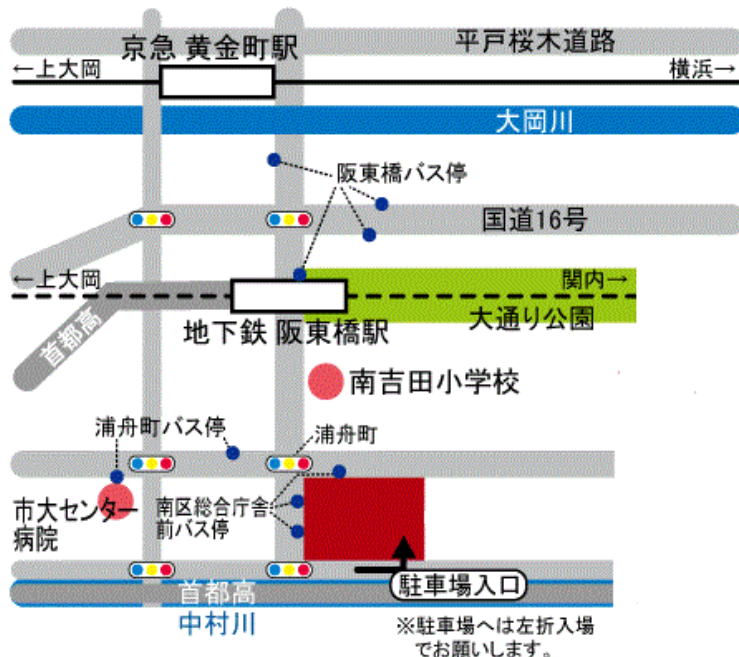 京急 黄金町駅
平戸桜木道路
←上大岡
横浜→
大岡川
阪東橋バス停
国道16号
←上大岡
関内→
首都高
地下鉄 阪東橋駅
大通り公園
南吉田小学校
浦舟町バス停
浦舟町
市大センター
病院
南区総合庁舎
前バス停
首都高
中村川
駐車場入口
※駐車場へは左折入場
でお願いします。